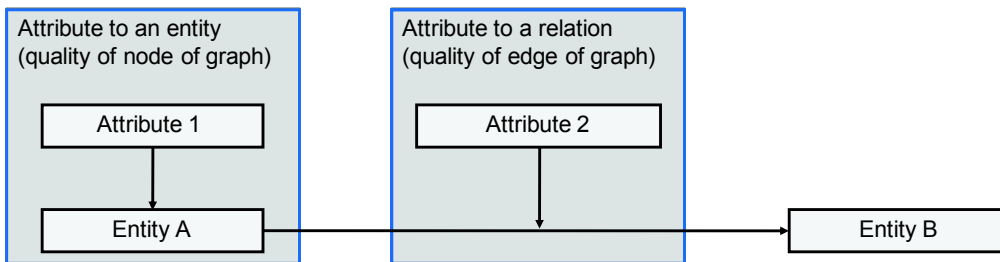 Attribute to an entity
(quality of node of graph)
Attribute 1
Entity A
Attribute to a relation
(quality of edge of graph)
Attribute 2
Entity B